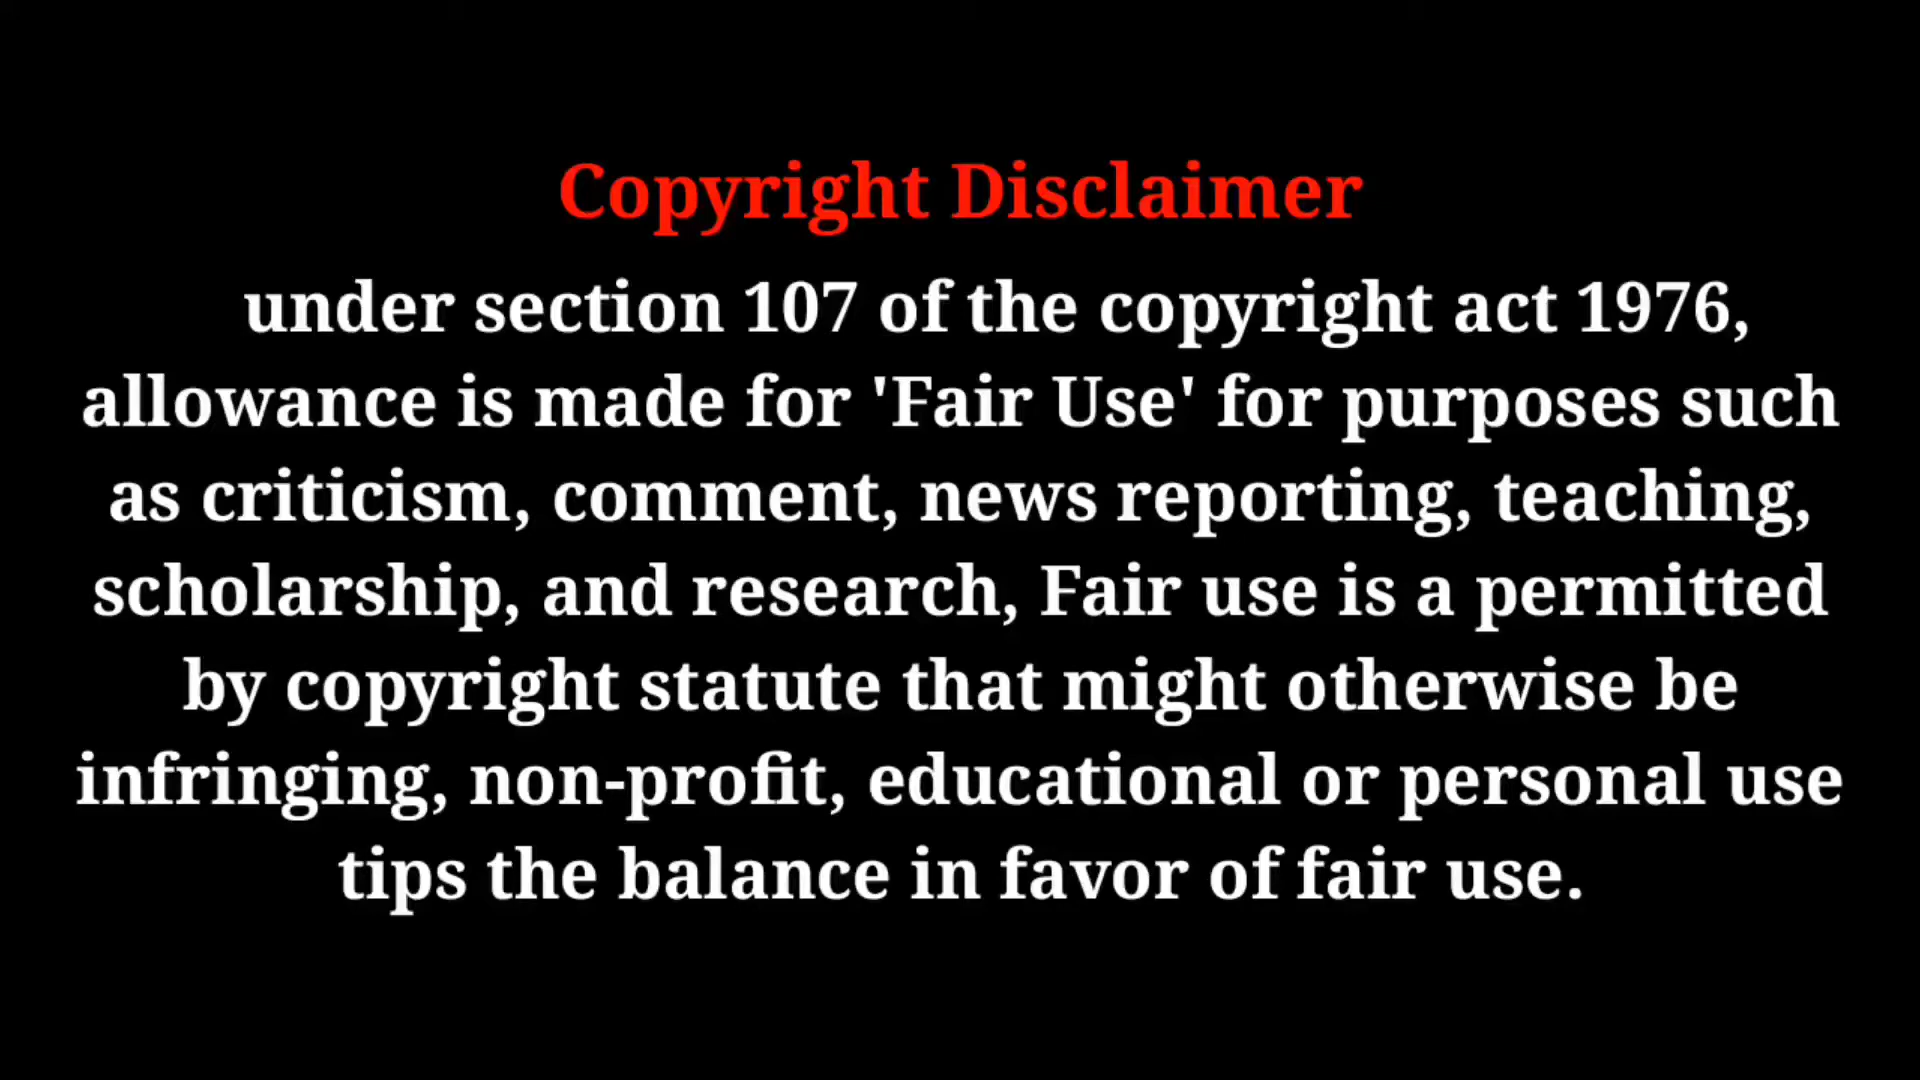 Copyright Disclaimer
under section 107 of the copyright act 1976,
allowance is made for 'Fair Use' for purposes such
as criticism, comment, news reporting, teaching,
scholarship, and research, Fair use is a permitted
by copyright statute that might otherwise be
infringing, non-profit, educational or personal use
tips the balance in favor of fair use.